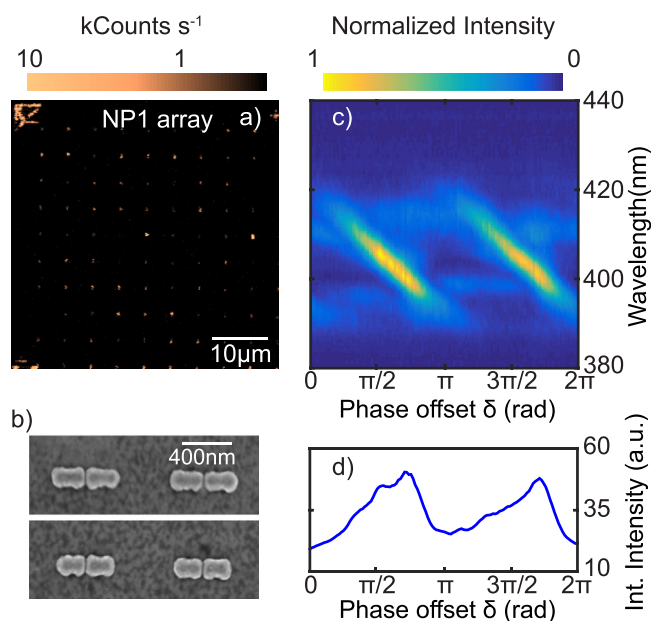 kCounts s⁻¹
10 1
NP1 array a)
10μm
b)
400nm
Normalized Intensity
1 0
c)
440
420
400
380
Wavelength(nm)
0 π/2 π 3π/2 2π
Phase offset δ (rad)
d)
60
35
10
Int. Intensity (a.u.)
0 π/2 π 3π/2 2π
Phase offset δ (rad)